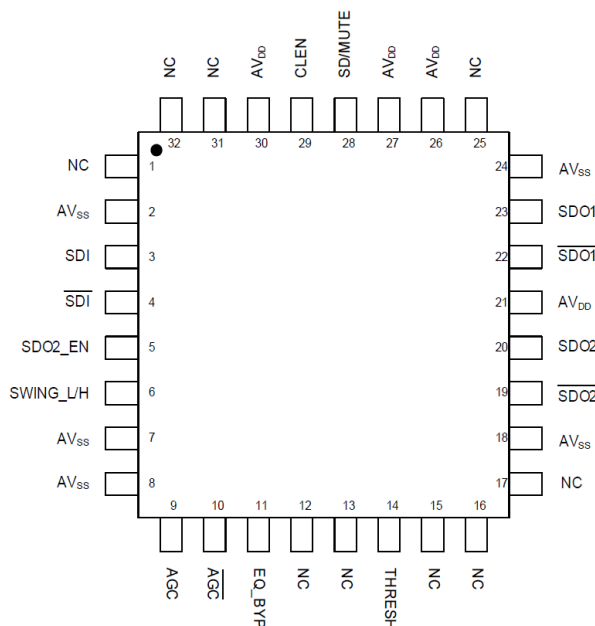 NC NC AVDD CLEN SD/MUTE AVDD AVDD NC
32 31 30 29 28 27 26 25
NC 1 24 AVSS
AVSS 2 23 SDO1
SDI 3 22 SDO1
SDI 4 21 AVDD
SDO2_EN 5 20 SDO2
SWING_L/H 6 19 SDO2
AVSS 7 18 AVSS
AVSS 8 17 NC
9 10 11 12 13 14 15 16
AGC AGC EQ_BYP NC NC THRESH NC NC